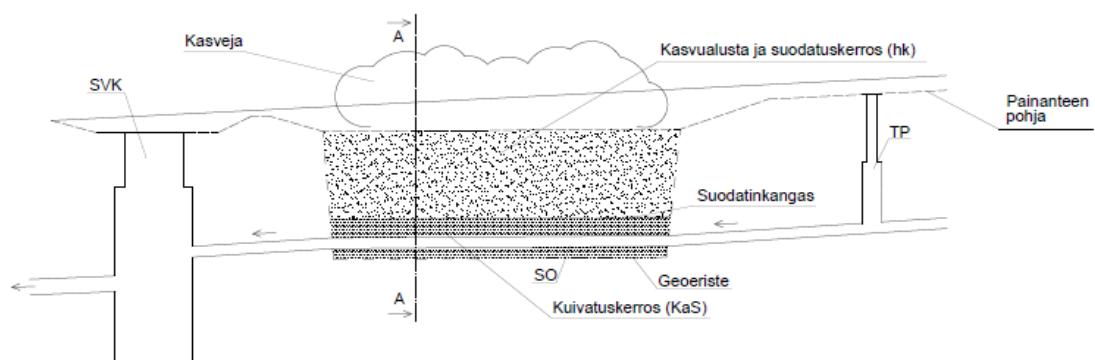 A
Kasveja
Kasvualusta ja suodatuskerros (hk)
SVK
Painanteen
pohja
TP
Suodatinkangas
SO
Geoeriste
A
Kuivatuskerros (KaS)